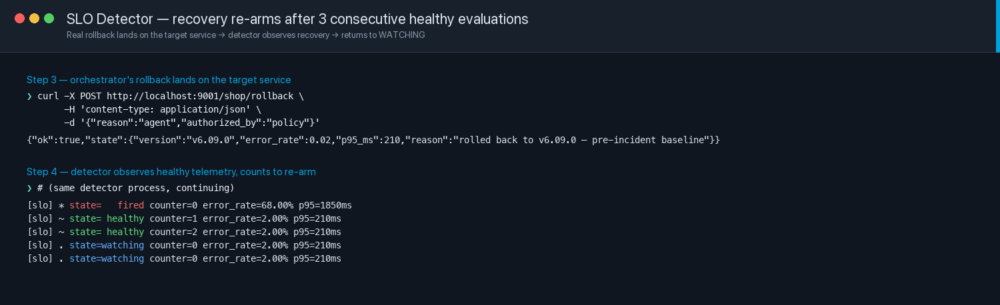 SLO Detector — recovery re-arms after 3 consecutive healthy evaluations
Real rollback lands on the target service → detector observes recovery → returns to WATCHING
Step 3 — orchestrator's rollback lands on the target service
❯ curl -X POST http://localhost:9001/shop/rollback \
-H 'content-type: application/json' \
-d '{"reason":"agent","authorized_by":"policy"}'
{"ok":true,"state":{"version":"v6.09.0","error_rate":0.02,"p95_ms":210,"reason":"rolled back to v6.09.0 — pre-incident baseline"}}
Step 4 — detector observes healthy telemetry, counts to re-arm
❯ # (same detector process, continuing)
[slo] * state=   fired counter=0 error_rate=68.00% p95=1850ms
[slo] ~ state= healthy counter=1 error_rate=2.00% p95=210ms
[slo] ~ state= healthy counter=2 error_rate=2.00% p95=210ms
[slo] . state=watching counter=0 error_rate=2.00% p95=210ms
[slo] . state=watching counter=0 error_rate=2.00% p95=210ms